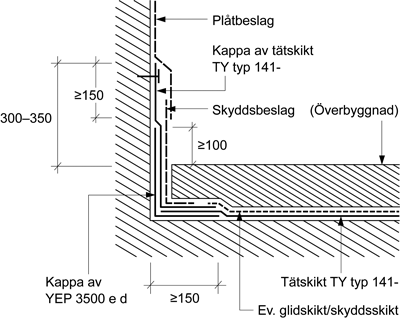 Plåtbeslag
Kappa av tätskikt
TY typ 141-
≥150
Skyddsbeslag
(Överbyggnad)
300–350
≥100
Kappa av
YEP 3500 e d
≥150
Tätskikt TY typ 141-
Ev. glidskikt/skyddsskikt